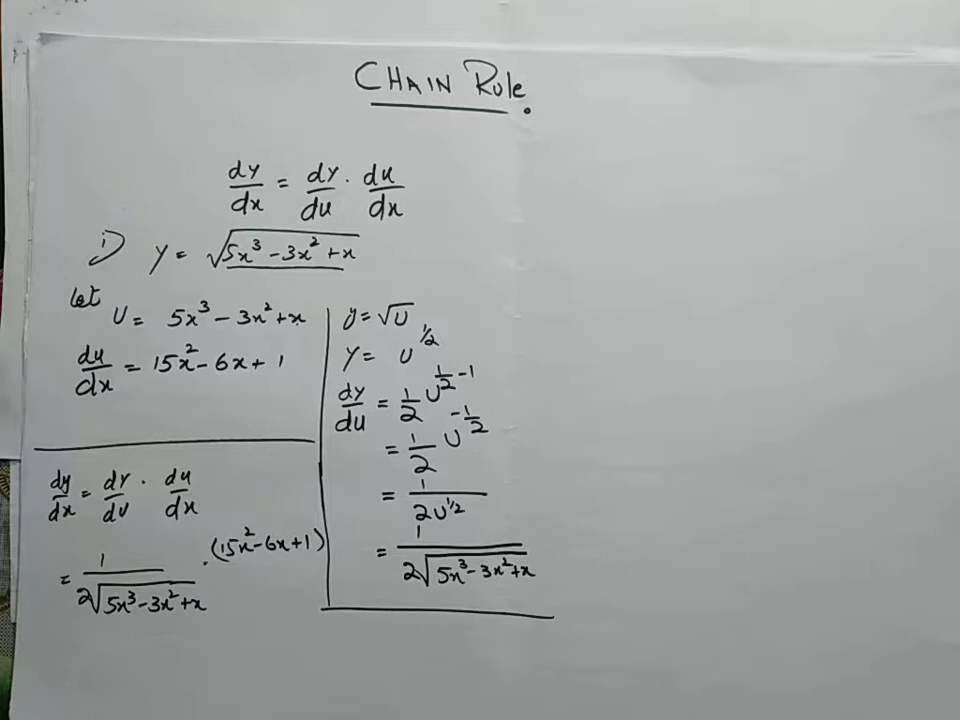 CHAIN Rule.
dy/dx = dy/du · du/dx
1) y = √(5x³ - 3x² + x)
let
u = 5x³ - 3x² + x
du/dx = 15x² - 6x + 1
y = √u
y = u^(1/2)
dy/du = 1/2 u^(1/2 - 1)
= 1/2 u^(-1/2)
= 1/(2u^(1/2))
= 1/(2√(5x³ - 3x² + x))
dy/dx = dy/du · du/dx
= 1/(2√(5x³ - 3x² + x)) · (15x² - 6x + 1)